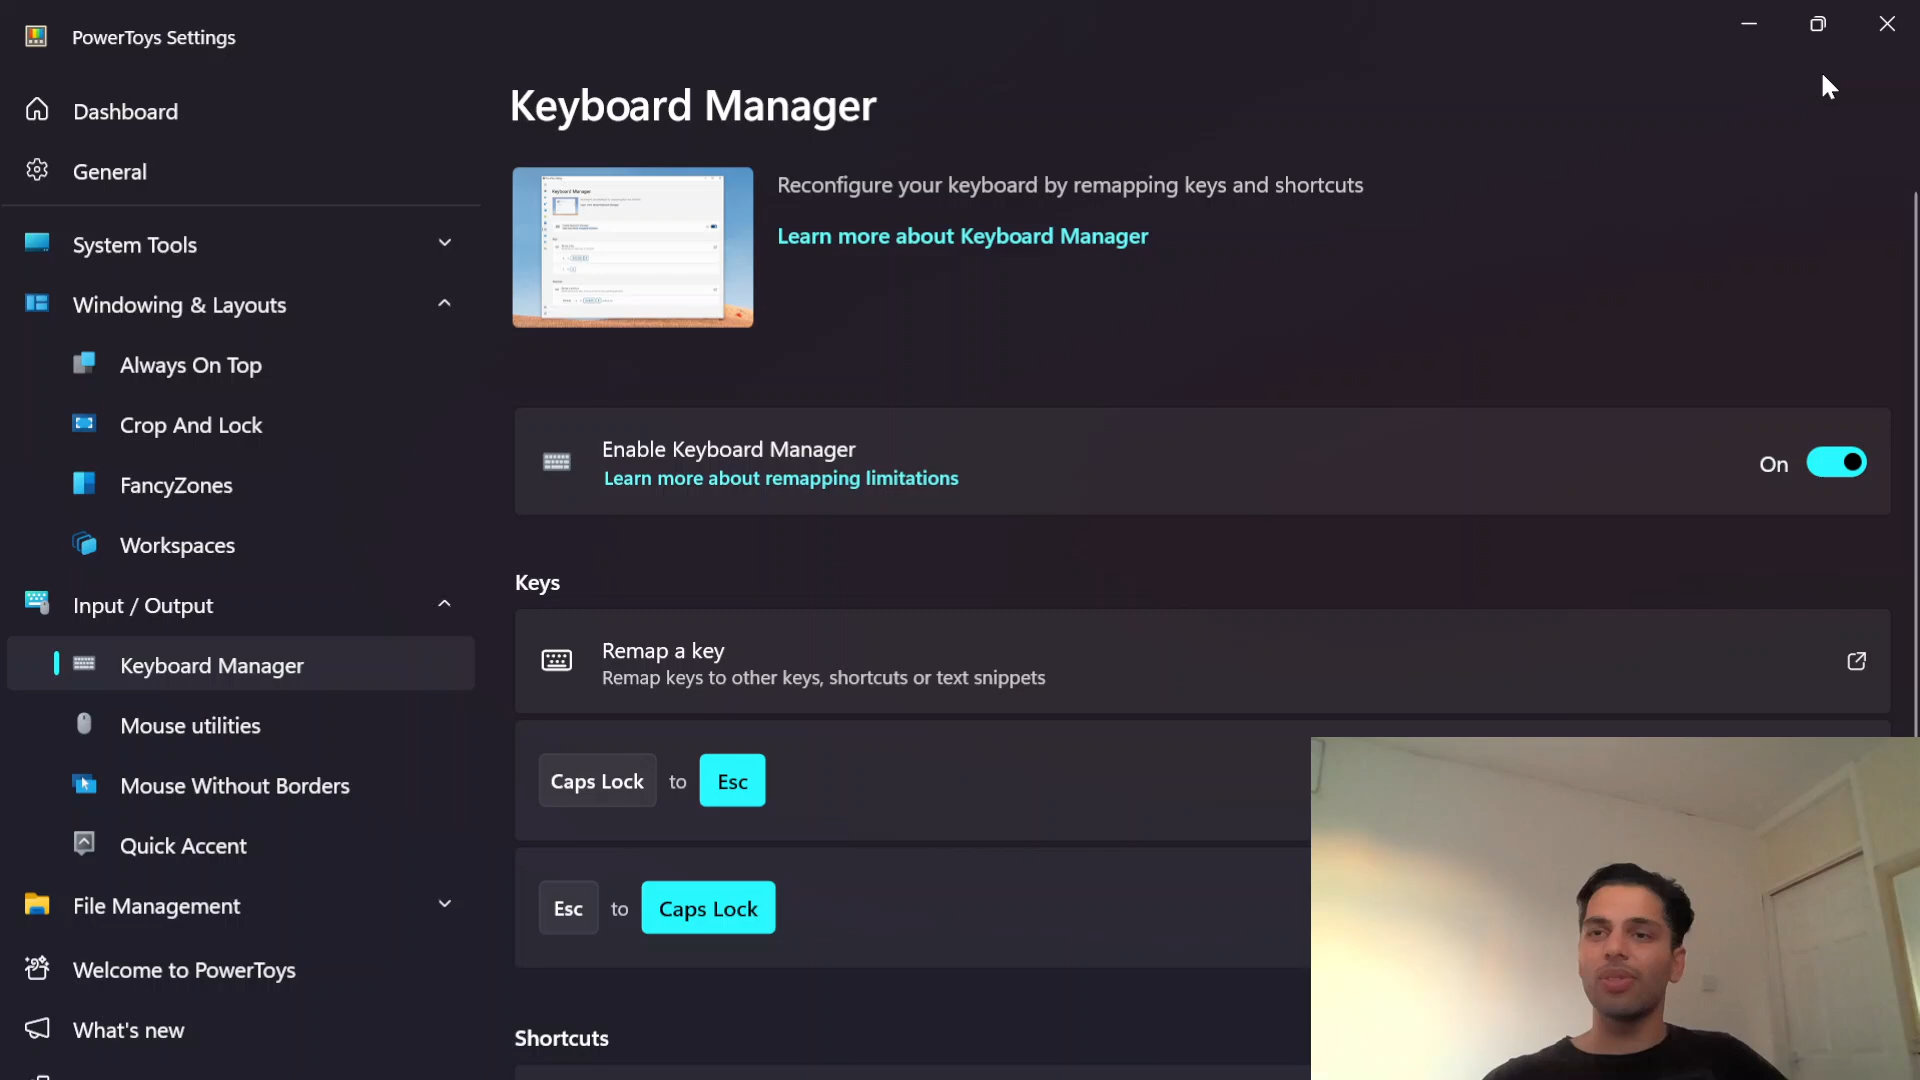 PowerToys Settings
Dashboard
General
System Tools
Windowing & Layouts
Always On Top
Crop And Lock
FancyZones
Workspaces
Input / Output
Keyboard Manager
Mouse utilities
Mouse Without Borders
Quick Accent
File Management
Welcome to PowerToys
What's new
Keyboard Manager
Keyboard Manager
Reconfigure your keyboard by remapping keys and shortcuts
Learn more about Keyboard Manager
Enable Keyboard Manager
Learn more about remapping limitations
On
Keys
Remap a key
Remap keys to other keys, shortcuts or text snippets
Caps Lock to Esc
Esc to Caps Lock
Shortcuts